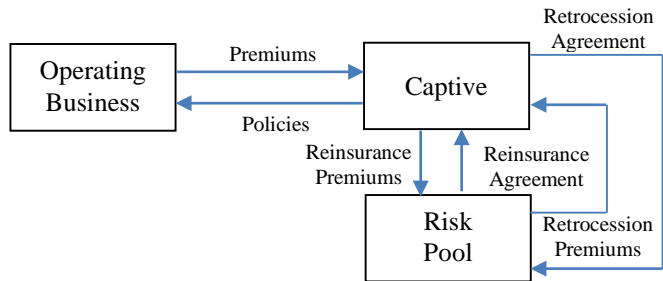 Retrocession
Agreement
Premiums
Operating
Business
Captive
Policies
Reinsurance
Premiums
Reinsurance
Agreement
Risk
Pool
Retrocession
Premiums